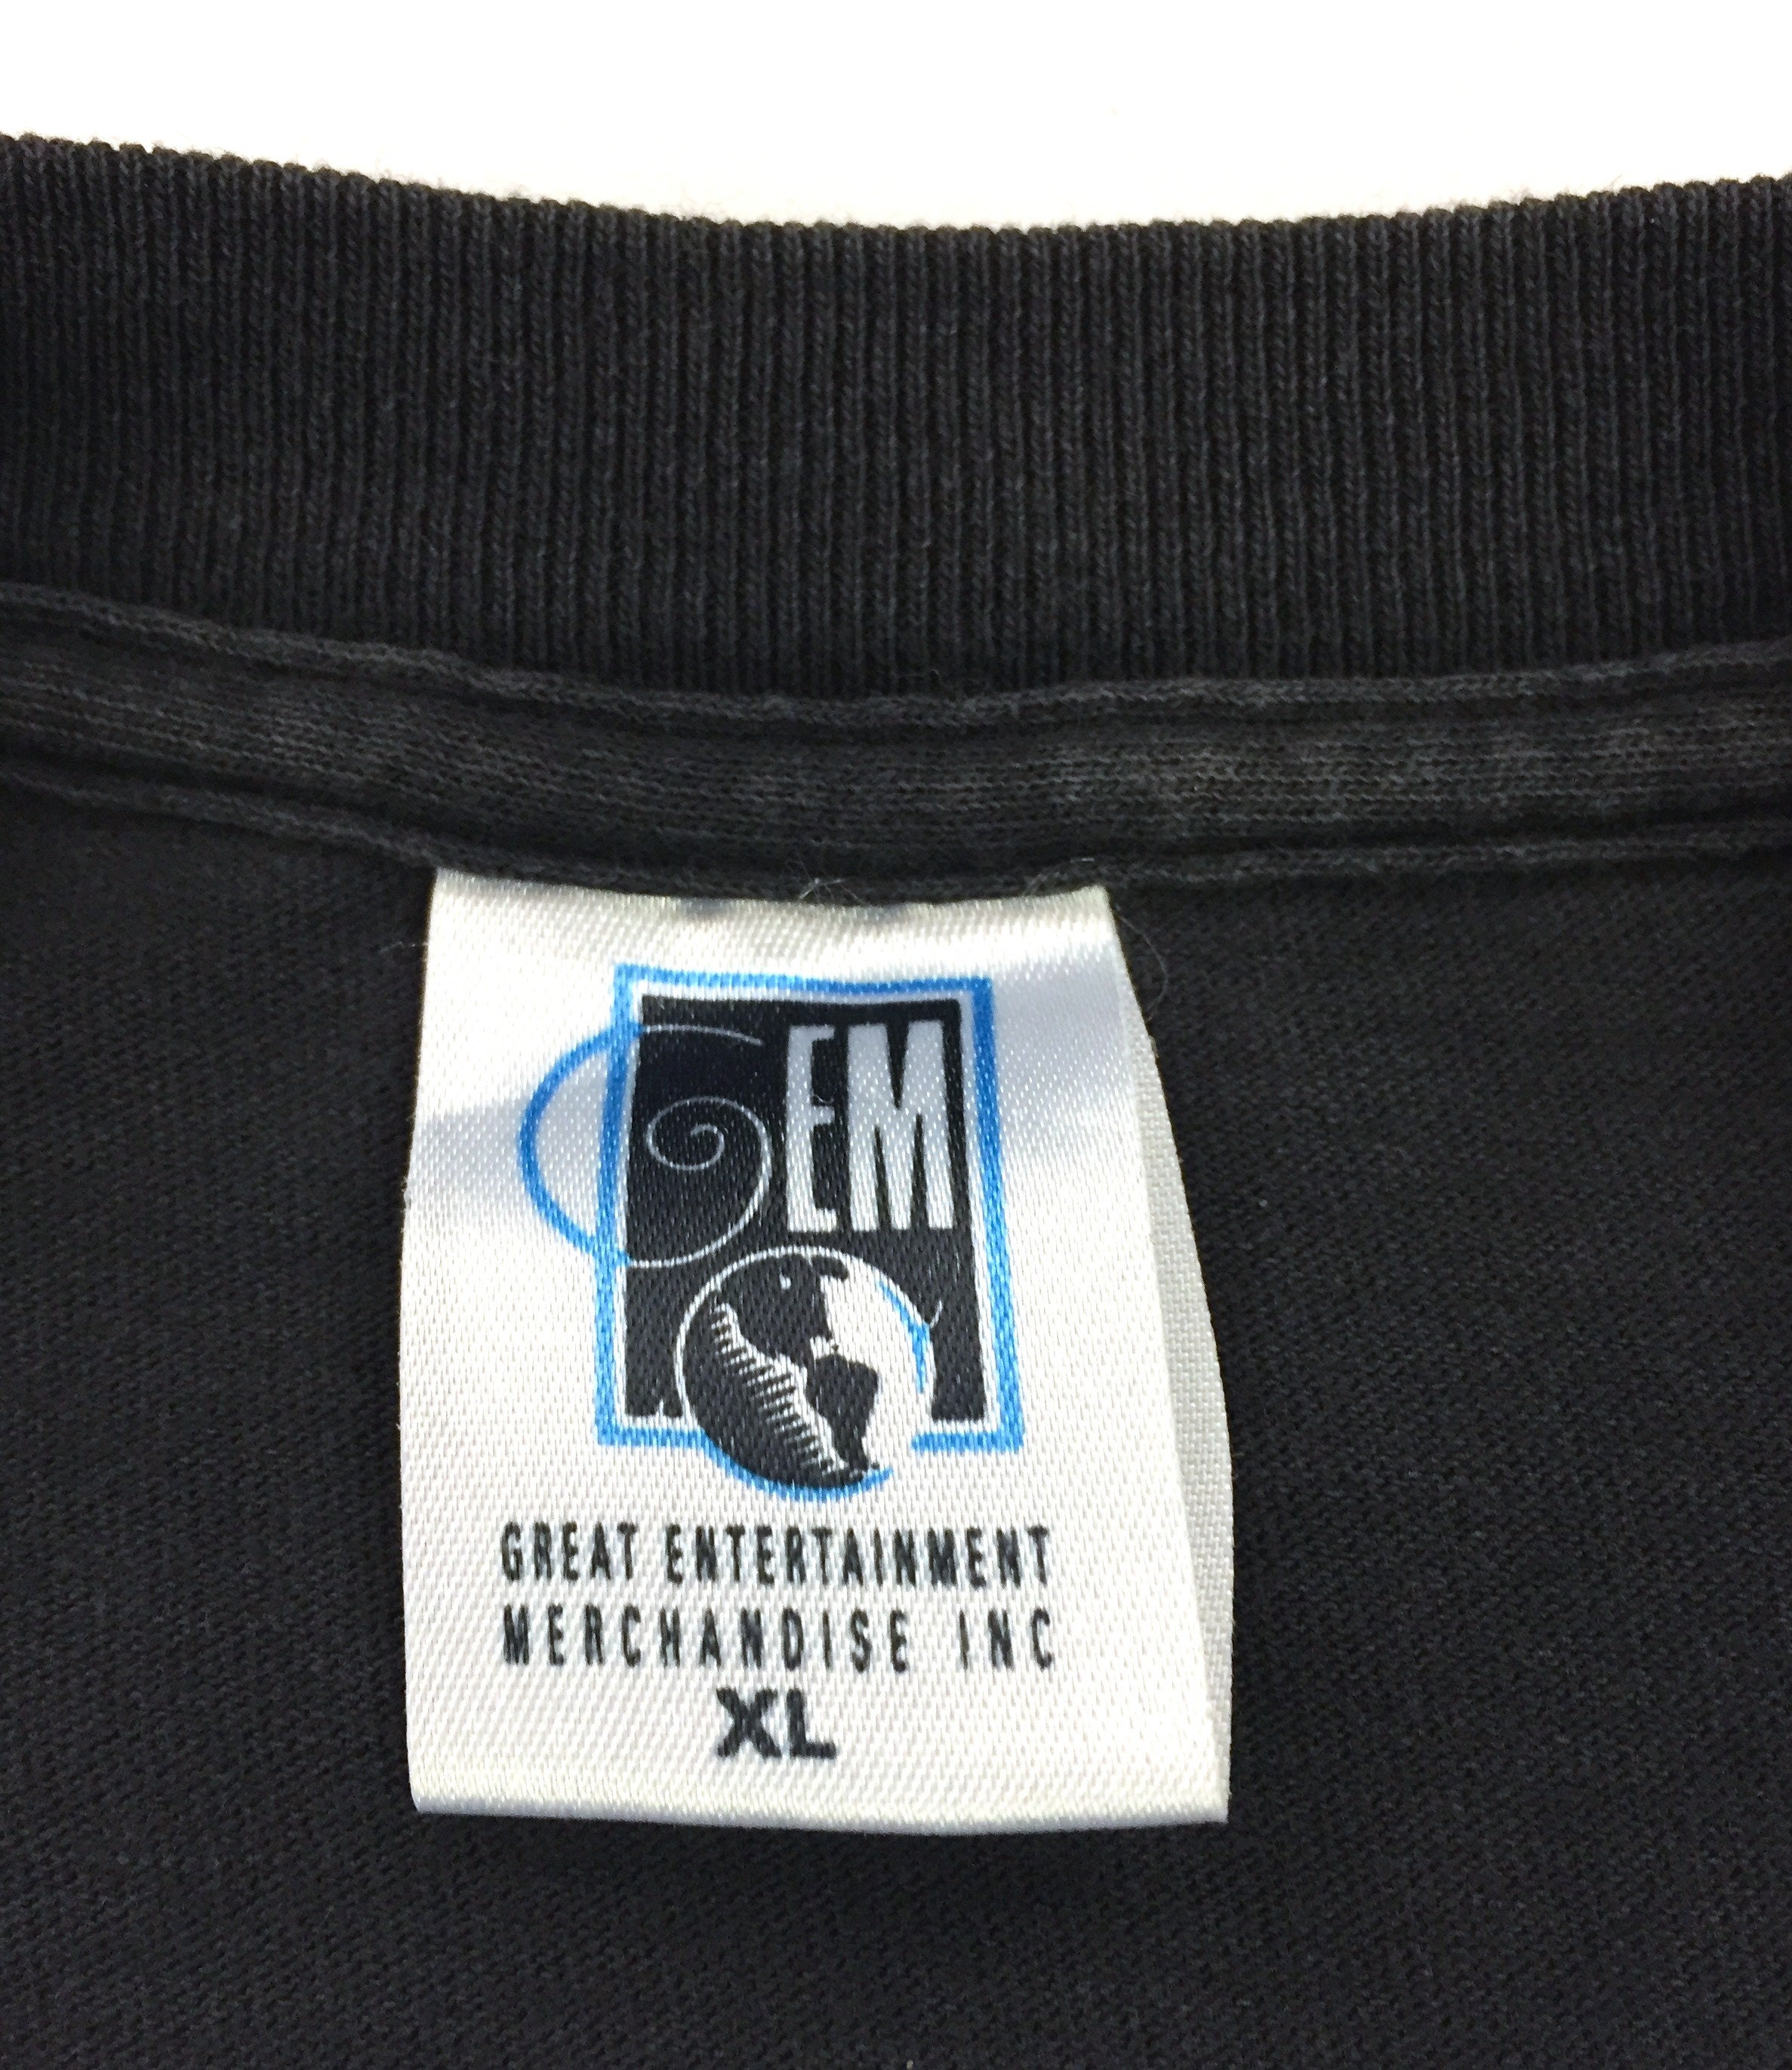 GEM
GREAT ENTERTAINMENT
MERCHANDISE INC
XL